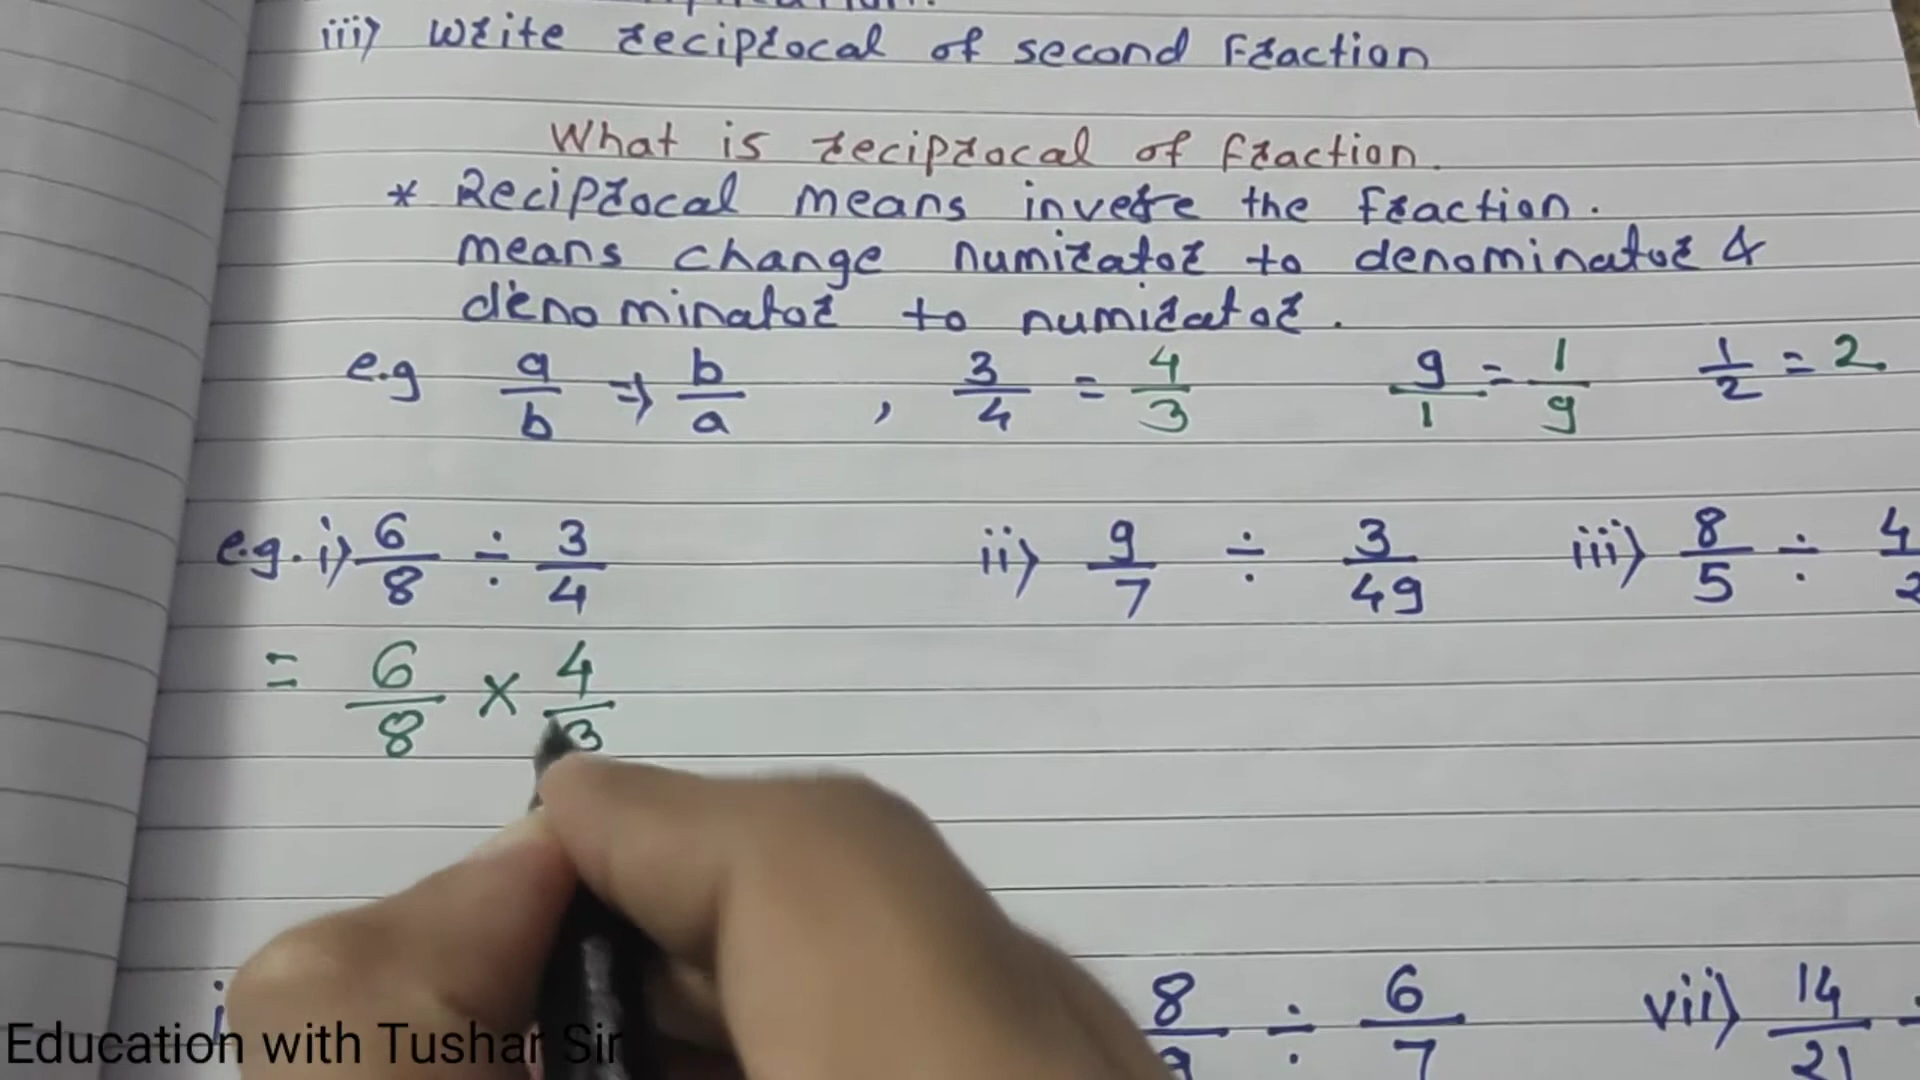 iii) write reciprocal of second fraction
What is reciprocal of fraction.
* Reciprocal means inverse the fraction.
means change numirator to denominator &
denominator to numirator.
e.g a/b ⇒ b/a , 3/4 = 4/3 9/1 = 1/9 1/2 = 2
e.g. i) 6/8 ÷ 3/4 ii) 9/7 ÷ 3/49 iii) 8/5 ÷ 4
= 6/8 × 4/3
8/9 ÷ 6/7 vii) 14/21
Education with Tushar Sir